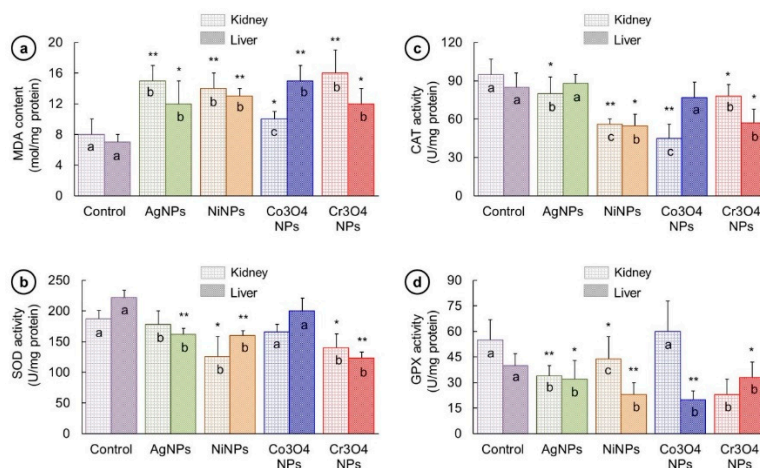 a
Kidney
Liver
MDA content
(mol/mg protein)
20
16
12
8
4
0
** * ** ** * ** ** *
a a b b b b c b b b
Control AgNPs NiNPs Co3O4 NPs Cr3O4 NPs
c
Kidney
Liver
CAT activity
(U/mg protein)
120
90
60
30
0
* ** * ** * *
a a b a c b c a b b
Control AgNPs NiNPs Co3O4 NPs Cr3O4 NPs
b
Kidney
Liver
SOD activity
(U/mg protein)
250
200
150
100
50
0
** * ** * **
a a a b b b a a b b
Control AgNPs NiNPs Co3O4 NPs Cr3O4 NPs
d
Kidney
Liver
GPX activity
(U/mg protein)
90
75
60
45
30
15
** * * ** ** *
a a b b c b a b b b
Control AgNPs NiNPs Co3O4 NPs Cr3O4 NPs